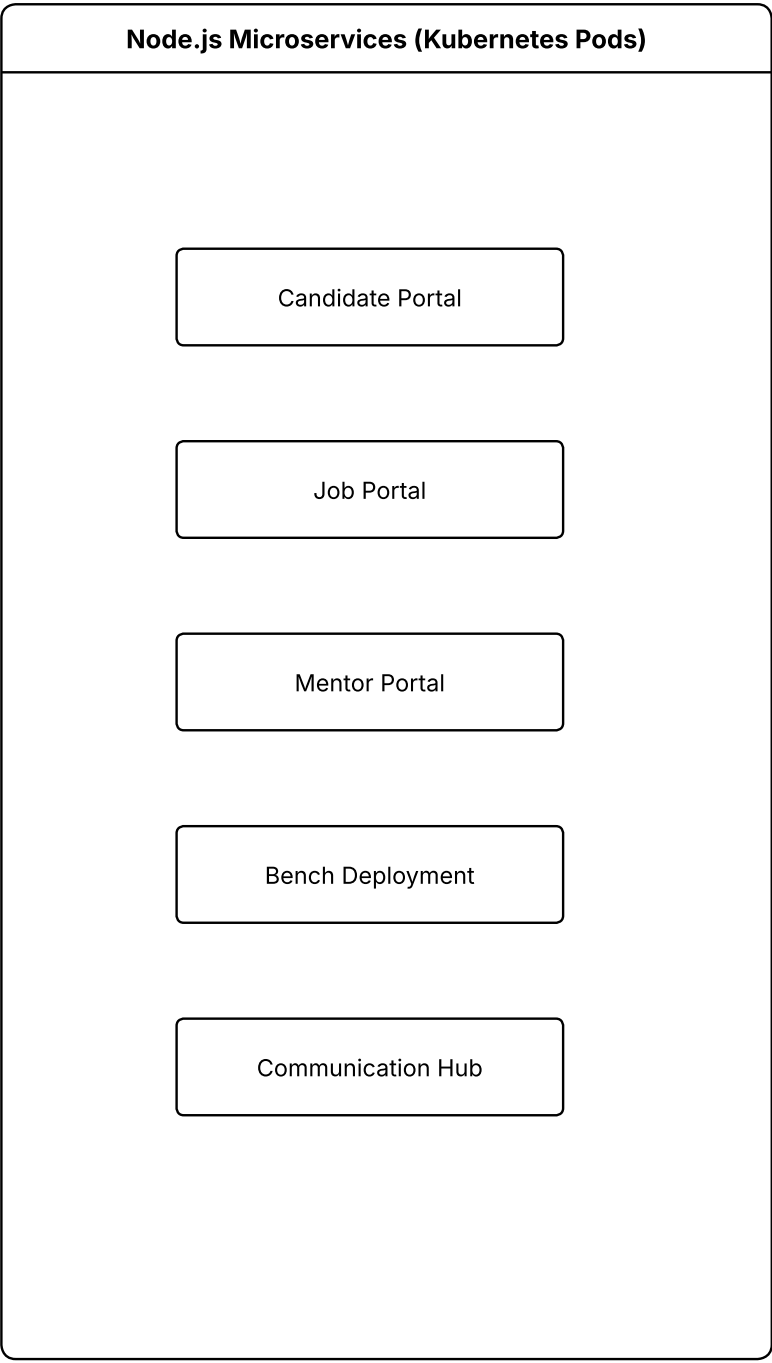 Node.js Microservices (Kubernetes Pods)
Candidate Portal
Job Portal
Mentor Portal
Bench Deployment
Communication Hub